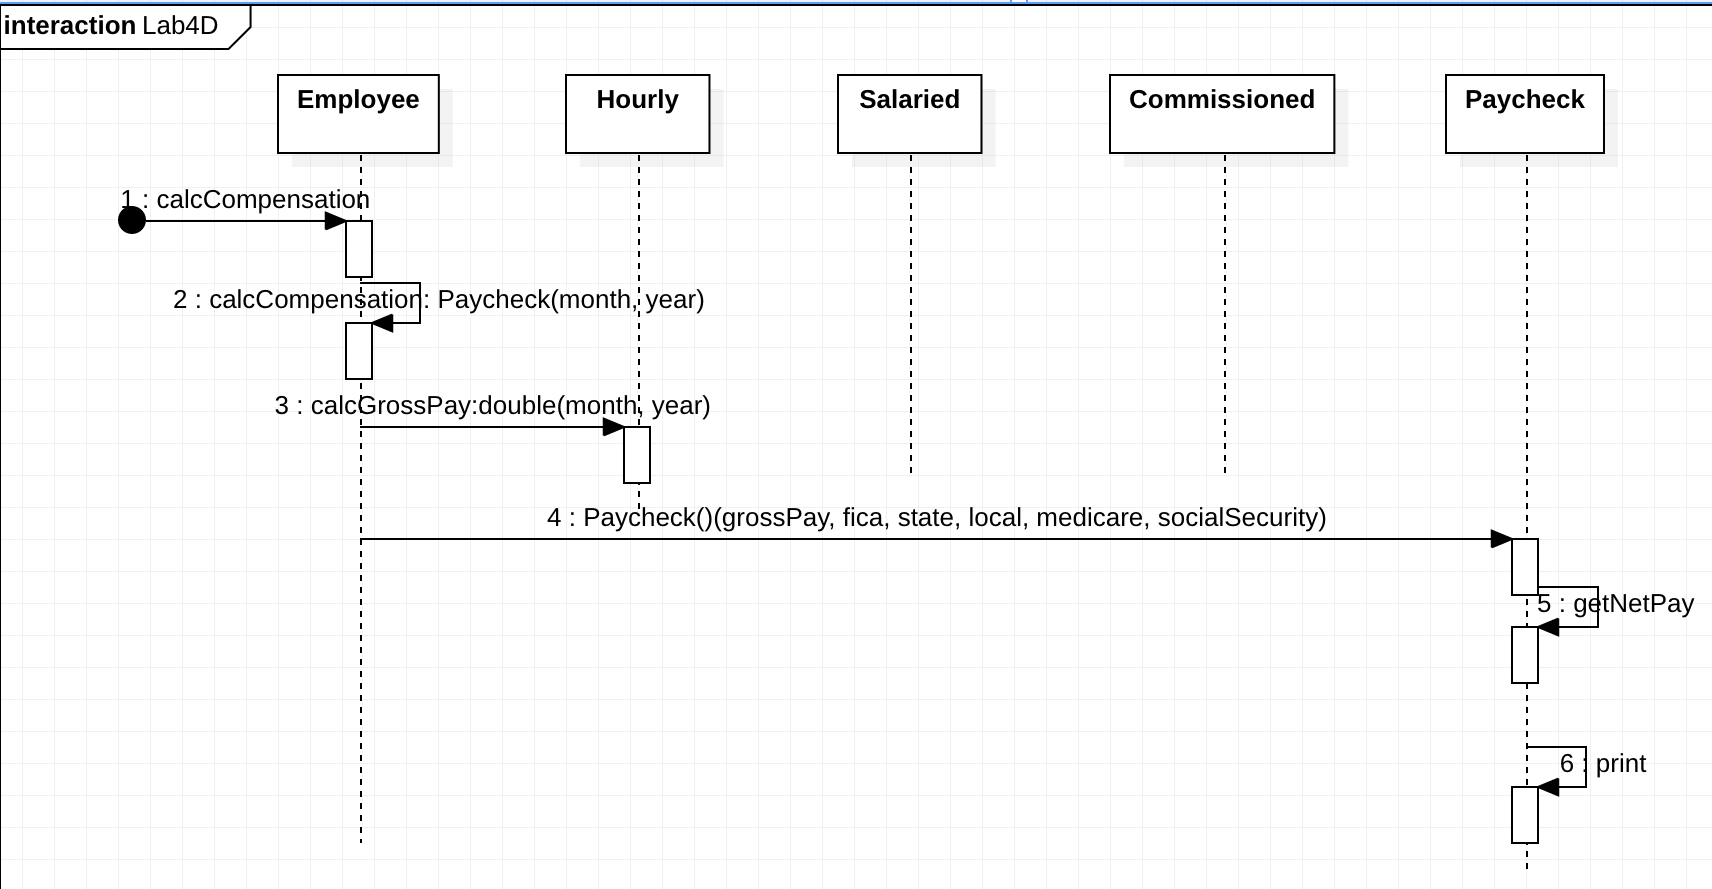 interaction Lab4D
Employee
Hourly
Salaried
Commissioned
Paycheck
1 : calcCompensation
2 : calcCompensation: Paycheck(month, year)
3 : calcGrossPay:double(month, year)
4 : Paycheck()(grossPay, fica, state, local, medicare, socialSecurity)
5 : getNetPay
6 : print